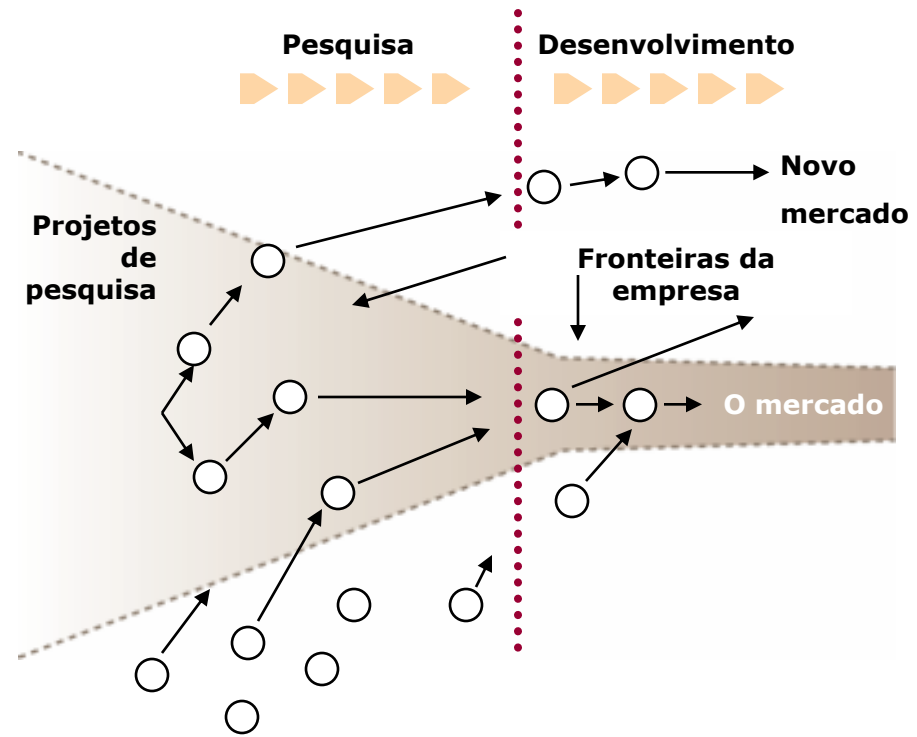 Pesquisa
Desenvolvimento
Novo
mercado
Projetos
de
pesquisa
Fronteiras da
empresa
O mercado